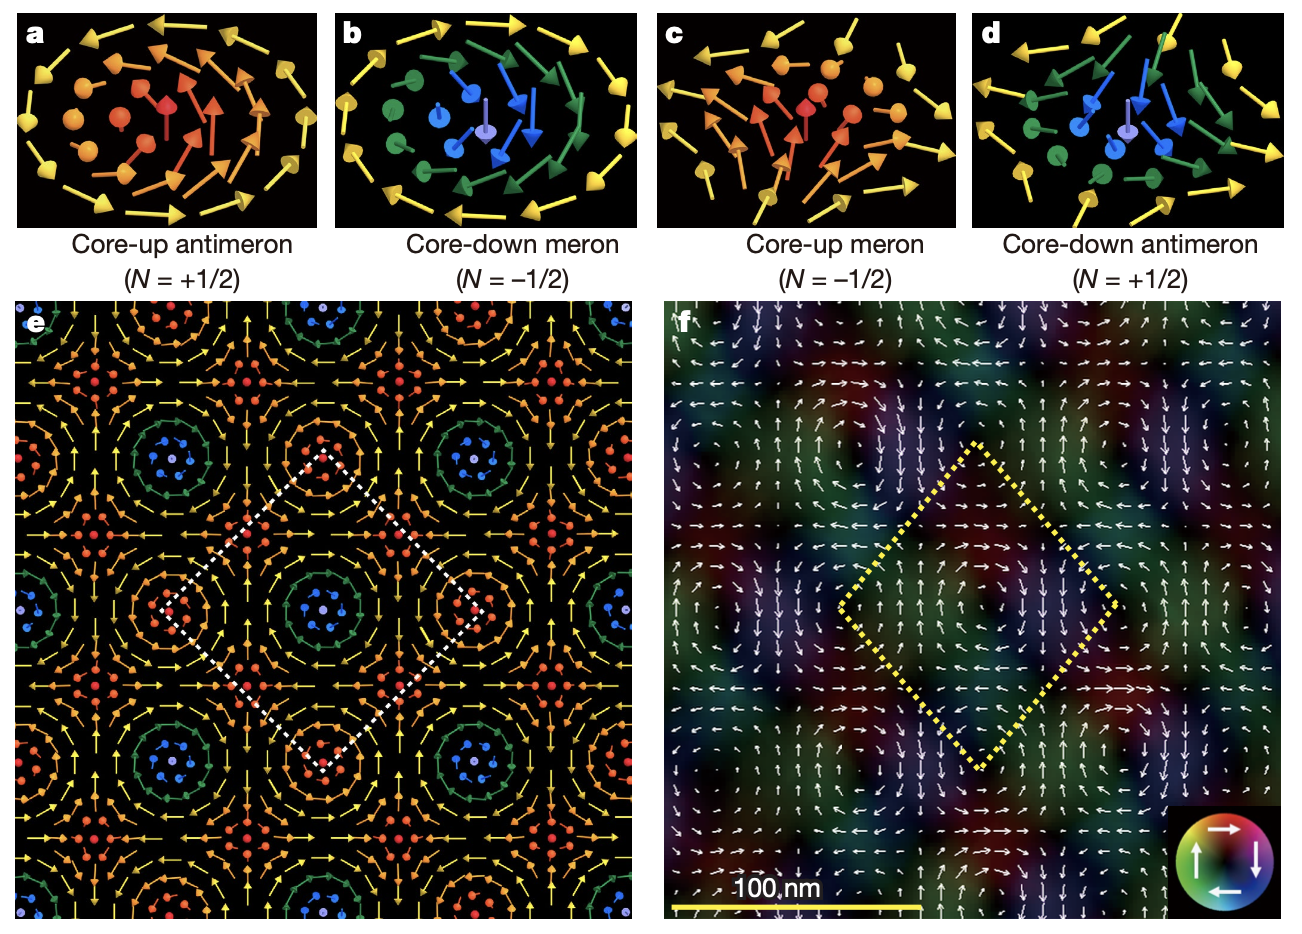 a
b
c
d
Core-up antimeron
(N = +1/2)
Core-down meron
(N = –1/2)
Core-up meron
(N = –1/2)
Core-down antimeron
(N = +1/2)
e
f
100 nm